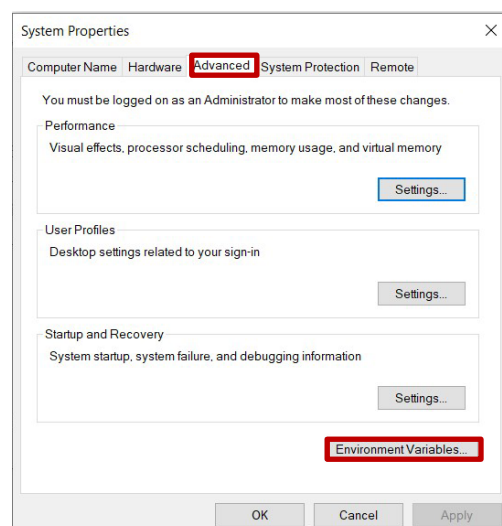 System Properties
Computer Name Hardware Advanced System Protection Remote
You must be logged on as an Administrator to make most of these changes.
Performance
Visual effects, processor scheduling, memory usage, and virtual memory
Settings...
User Profiles
Desktop settings related to your sign-in
Settings...
Startup and Recovery
System startup, system failure, and debugging information
Settings...
Environment Variables...
OK Cancel Apply